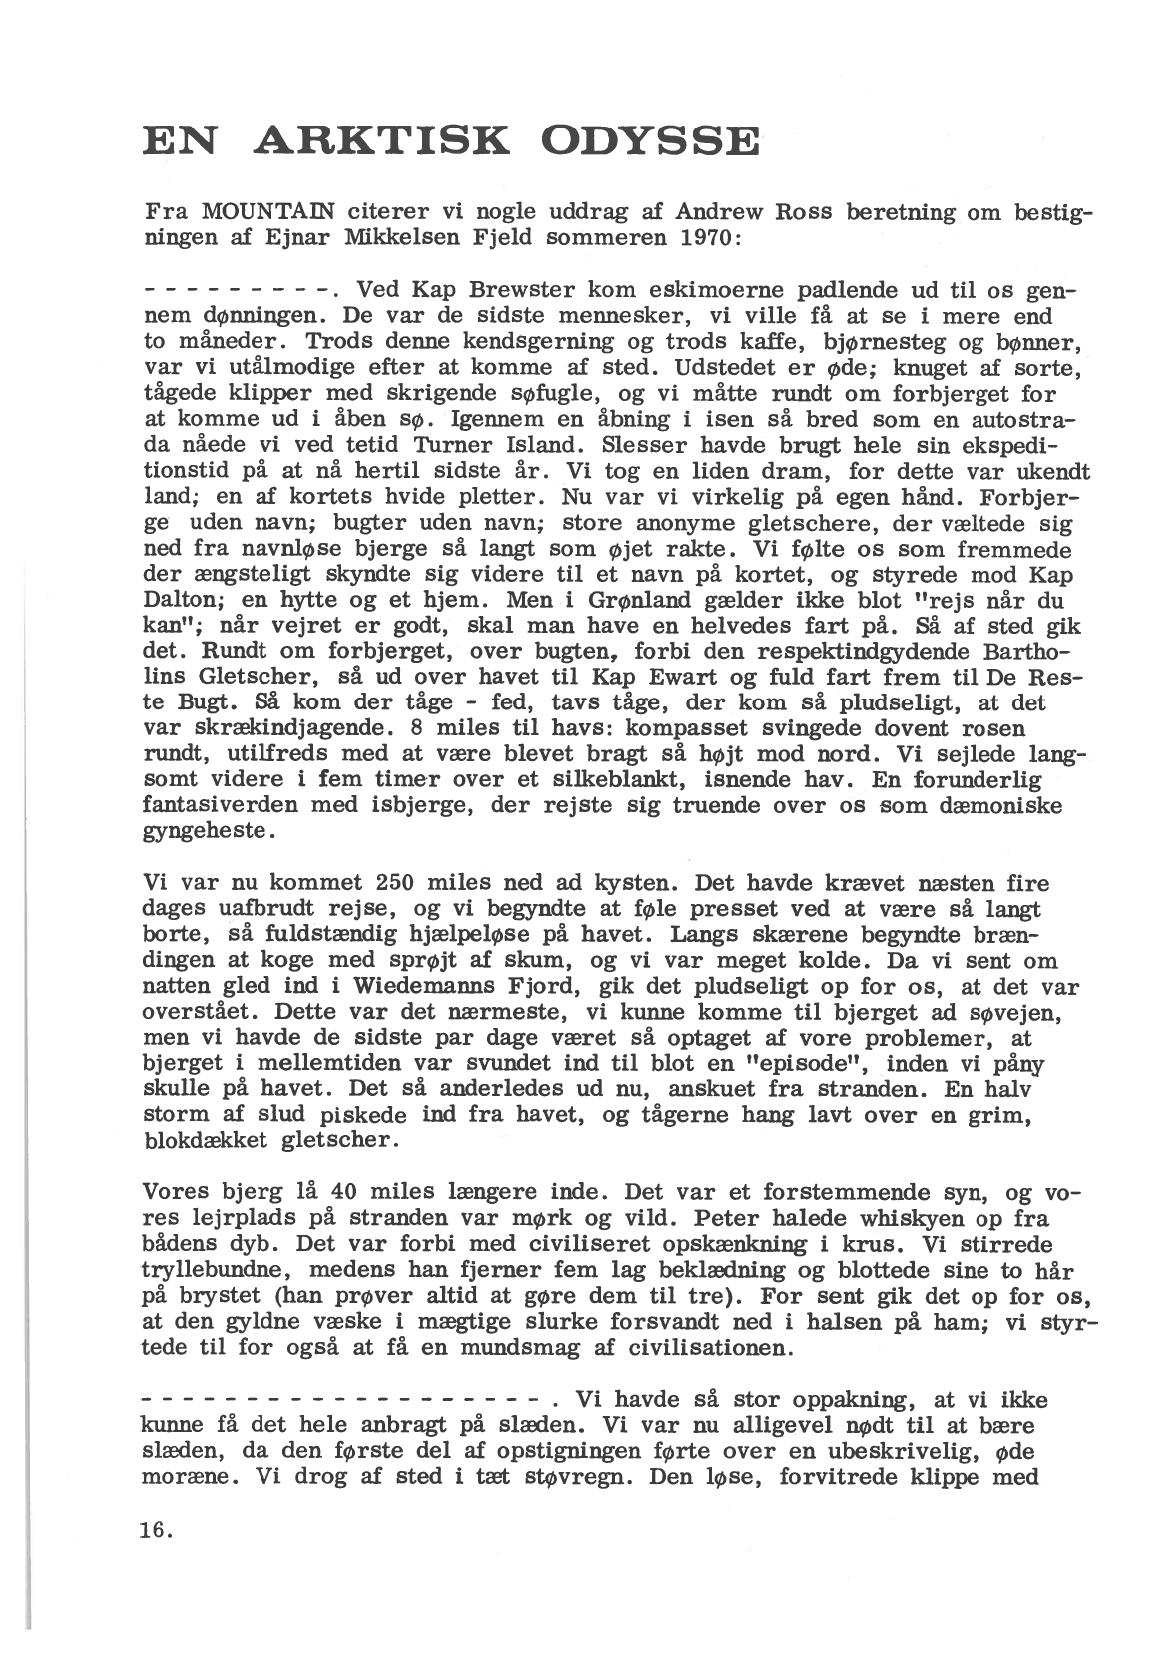 EN ARKTISK ODYSSE
Fra MOUNTAIN citerer vi nogle uddrag af Andrew Ross beretning om bestig-
ningen af Ejnar Mikkelsen Fjeld sommeren 1970:
- - - - - - - - -. Ved Kap Brewster kom eskimoerne padlende ud til os gen-
nem dønningen. De var de sidste mennesker, vi ville få at se i mere end
to måneder. Trods denne kendsgerning og trods kaffe, bjørnesteg og bønner,
var vi utålmodige efter at komme af sted. Udstedet er øde; knuget af sorte,
tågede klipper med skrigende søfugle, og vi måtte rundt om forbjerget for
at komme ud i åben sø. Igennem en åbning i isen så bred som en autostra-
da nåede vi ved tetid Turner Island. Slesser havde brugt hele sin ekspedi-
tionstid på at nå hertil sidste år. Vi tog en liden dram, for dette var ukendt
land; en af kortets hvide pletter. Nu var vi virkelig på egen hånd. Forbjer-
ge uden navn; bugter uden navn; store anonyme gletschere, der væltede sig
ned fra navnløse bjerge så langt som øjet rakte. Vi følte os som fremmede
der ængsteligt skyndte sig videre til et navn på kortet, og styrede mod Kap
Dalton; en hytte og et hjem. Men i Grønland gælder ikke blot "rejs når du
kan"; når vejret er godt, skal man have en helvedes fart på. Så af sted gik
det. Rundt om forbjerget, over bugten, forbi den respektindgydende Bartho-
lins Gletscher, så ud over havet til Kap Ewart og fuld fart frem til De Res-
te Bugt. Så kom der tåge - fed, tavs tåge, der kom så pludseligt, at det
var skrækindjagende. 8 miles til havs: kompasset svingede dovent rosen
rundt, utilfreds med at være blevet bragt så højt mod nord. Vi sejlede lang-
somt videre i fem timer over et silkeblankt, isnende hav. En forunderlig
fantasiverden med isbjerge, der rejste sig truende over os som dæmoniske
gyngeheste.
Vi var nu kommet 250 miles ned ad kysten. Det havde krævet næsten fire
dages uafbrudt rejse, og vi begyndte at føle presset ved at være så langt
borte, så fuldstændig hjælpeløse på havet. Langs skærene begyndte bræn-
dingen at koge med sprøjt af skum, og vi var meget kolde. Da vi sent om
natten gled ind i Wiedemanns Fjord, gik det pludseligt op for os, at det var
overstået. Dette var det nærmeste, vi kunne komme til bjerget ad søvejen,
men vi havde de sidste par dage været så optaget af vore problemer, at
bjerget i mellemtiden var svundet ind til blot en "episode", inden vi påny
skulle på havet. Det så anderledes ud nu, anskuet fra stranden. En halv
storm af slud piskede ind fra havet, og tågerne hang lavt over en grim,
blokdækket gletscher.
Vores bjerg lå 40 miles længere inde. Det var et forstemmende syn, og vo-
res lejrplads på stranden var mørk og vild. Peter halede whiskyen op fra
bådens dyb. Det var forbi med civiliseret opskænkning i krus. Vi stirrede
tryllebundne, medens han fjerner fem lag beklædning og blottede sine to hår
på brystet (han prøver altid at gøre dem til tre). For sent gik det op for os,
at den gyldne væske i mægtige slurke forsvandt ned i halsen på ham; vi styr-
tede til for også at få en mundsmag af civilisationen.
- - - - - - - - - - - - - - - - - - - . Vi havde så stor oppakning, at vi ikke
kunne få det hele anbragt på slæden. Vi var nu alligevel nødt til at bære
slæden, da den første del af opstigningen førte over en ubeskrivelig, øde
moræne. Vi drog af sted i tæt støvregn. Den løse, forvitrede klippe med
16.